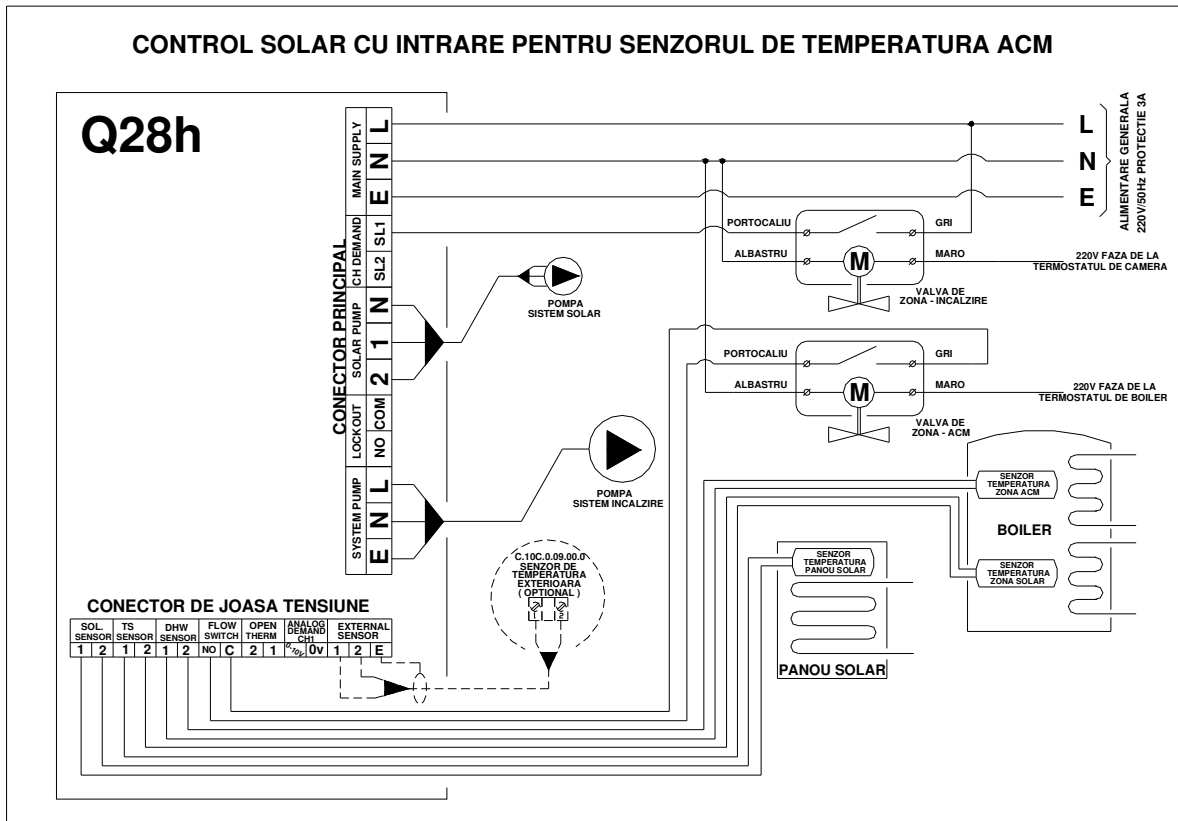 CONTROL SOLAR CU INTRARE PENTRU SENZORUL DE TEMPERATURA ACM
Q28h
CONECTOR PRINCIPAL
MAIN SUPPLY
L
N
E
CH DEMAND
SL1
SL2
SOLAR PUMP
N
1
2
LOCKOUT
COM
NO
SYSTEM PUMP
L
N
E
L
N
E
ALIMENTARE GENERALA
220V/50Hz PROTECTIE 3A
PORTOCALIU
GRI
ALBASTRU
M
MARO
220V FAZA DE LA
TERMOSTATUL DE CAMERA
VALVA DE
ZONA - INCALZIRE
POMPA
SISTEM SOLAR
PORTOCALIU
GRI
ALBASTRU
M
MARO
220V FAZA DE LA
TERMOSTATUL DE BOILER
VALVA DE
ZONA - ACM
POMPA
SISTEM INCALZIRE
SENZOR
TEMPERATURA
ZONA ACM
BOILER
SENZOR
TEMPERATURA
ZONA SOLAR
C.10C.0.09.00.0
SENZOR DE
TEMPERATURA
EXTERIOARA
( OPTIONAL )
1
2
SENZOR
TEMPERATURA
PANOU SOLAR
PANOU SOLAR
CONECTOR DE JOASA TENSIUNE
SOL. SENSOR
TS SENSOR
DHW SENSOR
FLOW SWITCH
OPEN THERM
ANALOG DEMAND CH1
EXTERNAL SENSOR
1 2 1 2 1 2 NO C 2 1 0-10V 0v 1 2 E